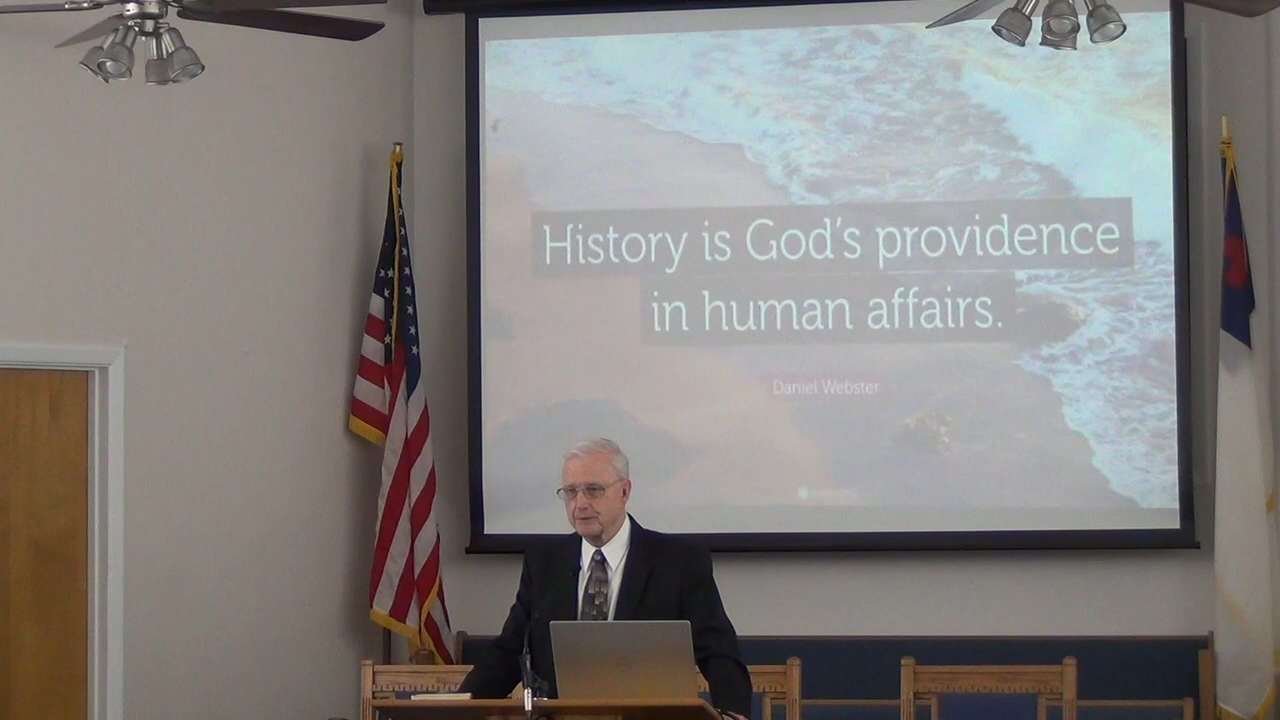 History is God's providence
in human affairs.
Daniel Webster